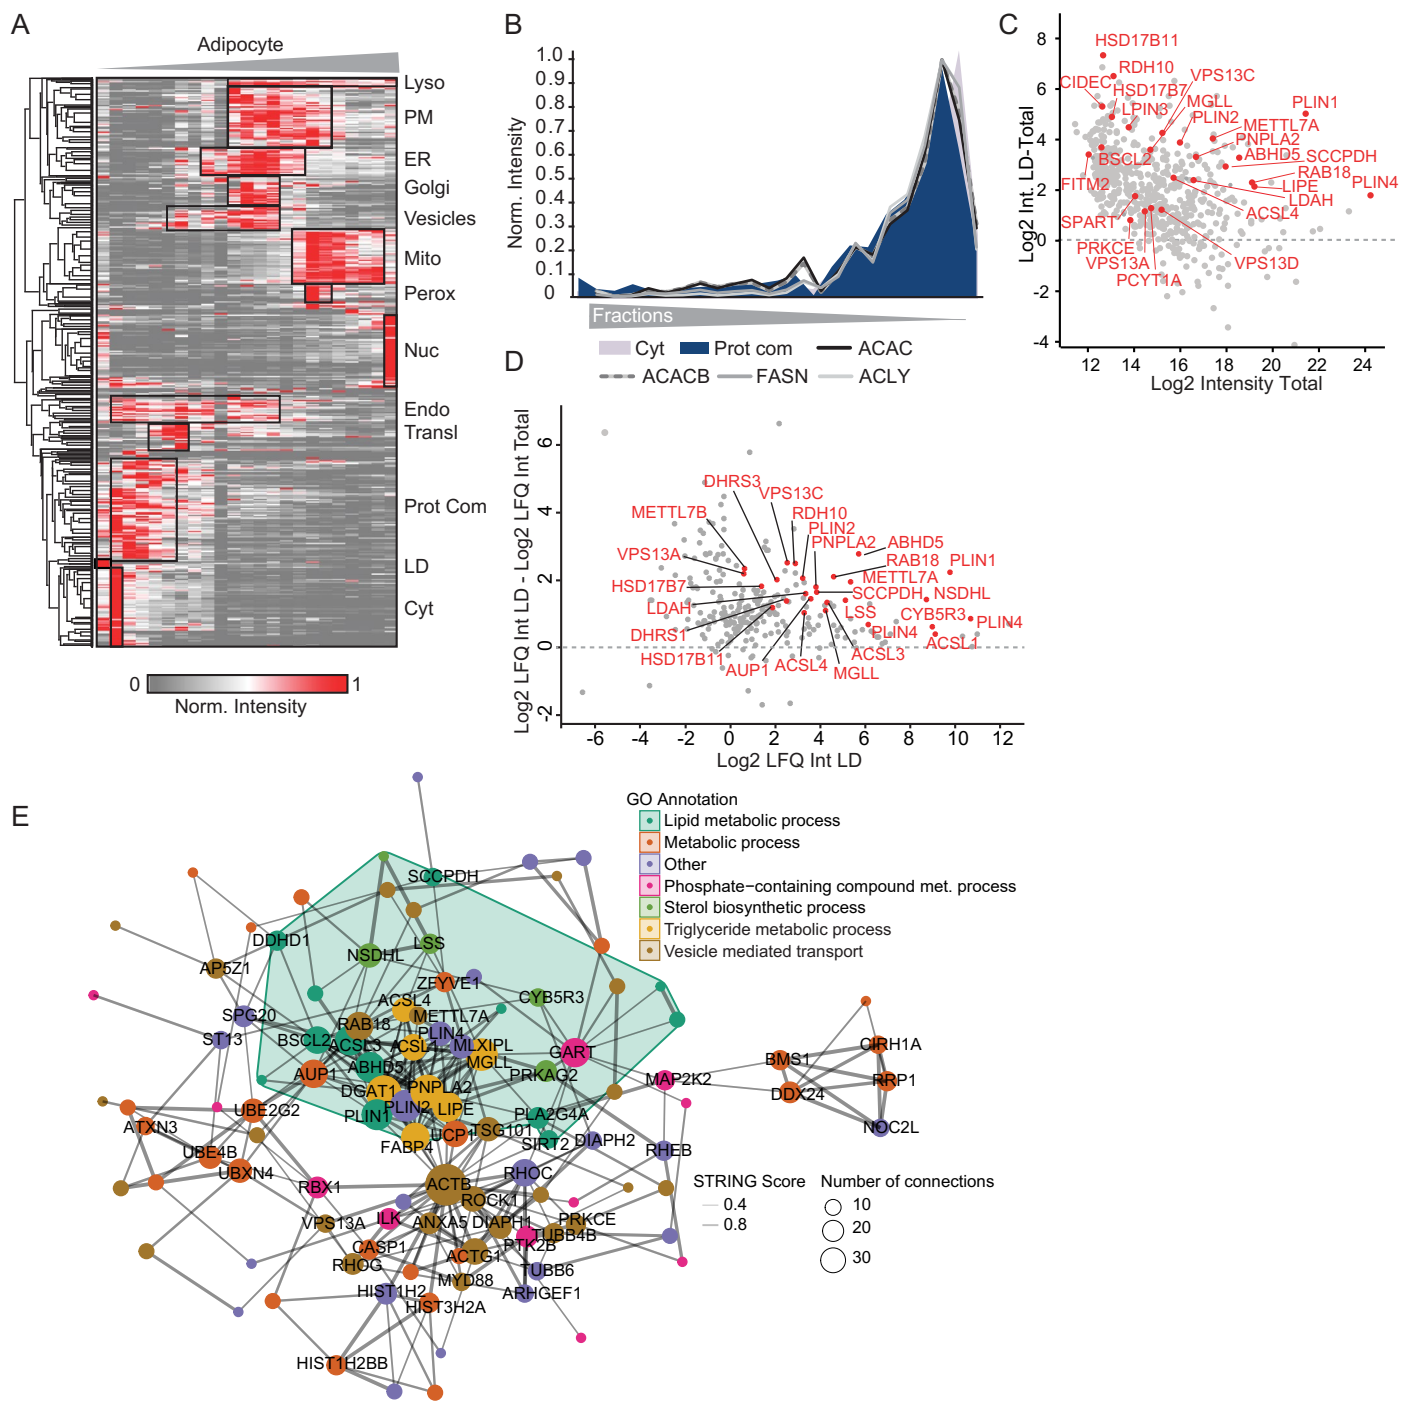 A
Adipocyte
Lyso
PM
ER
Golgi
Vesicles
Mito
Perox
Nuc
Endo
Transl
Prot Com
LD
Cyt
0
1
Norm. Intensity
B
Norm. Intensity
1.0
0.9
0.8
0.7
0.6
0.5
0.4
0.3
0.2
0.1
0
Fractions
Cyt
Prot com
ACAC
ACACB
FASN
ACLY
C
Log2 Int. LD-Total
8
6
4
2
0
-2
-4
HSD17B11
RDH10
CIDEC
HSD17B7
VPS13C
LPIN3
MGLL
PLIN2
PLIN1
METTL7A
PNPLA2
ABHD5
SCCPDH
BSCL2
RAB18
FITM2
LIPE
PLIN4
LDAH
ACSL4
SPART
PRKCE
VPS13A
VPS13D
PCYT1A
12
14
16
18
20
22
24
Log2 Intensity Total
D
Log2 LFQ Int LD - Log2 LFQ Int Total
6
4
2
0
-2
DHRS3
VPS13C
METTL7B
RDH10
PLIN2
PNPLA2
ABHD5
VPS13A
RAB18
PLIN1
METTL7A
HSD17B7
SCCPDH
NSDHL
LDAH
LSS
CYB5R3
PLIN4
DHRS1
PLIN4
ACSL1
HSD17B11
AUP1
ACSL4
ACSL3
MGLL
-6
-4
-2
0
2
4
6
8
10
12
Log2 LFQ Int LD
E
GO Annotation
Lipid metabolic process
Metabolic process
Other
Phosphate−containing compound met. process
Sterol biosynthetic process
Triglyceride metabolic process
Vesicle mediated transport
SCCPDH
DDHD1
NSDHL
LSS
AP5Z1
ZFYVE1
CYB5R3
ACSL4
SPG20
RAB18
METTL7A
ST13
BSCL2
ACSL3
PLIN4
ACSL1
MLXIPL
GART
MGLL
AUP1
ABHD5
PRKAG2
MAP2K2
DGAT1
PNPLA2
UBE2G2
PLIN1
PLIN2
LIPE
PLA2G4A
ATXN3
FABP4
UCP1
TSG101
SIRT2
DIAPH2
RHEB
UBE4B
UBXN4
RBX1
ACTB
RHOC
ROCK1
VPS13A
ILK
ANXA5
DIAPH1
PRKCE
TUBB4B
CASP1
RHOG
ACTG1
PTK2B
MYD88
TUBB6
HIST1H2
HIST3H2A
ARHGEF1
HIST1H2BB
BMS1
CIRH1A
DDX24
RRP1
NOC2L
STRING Score
0.4
0.8
Number of connections
10
20
30